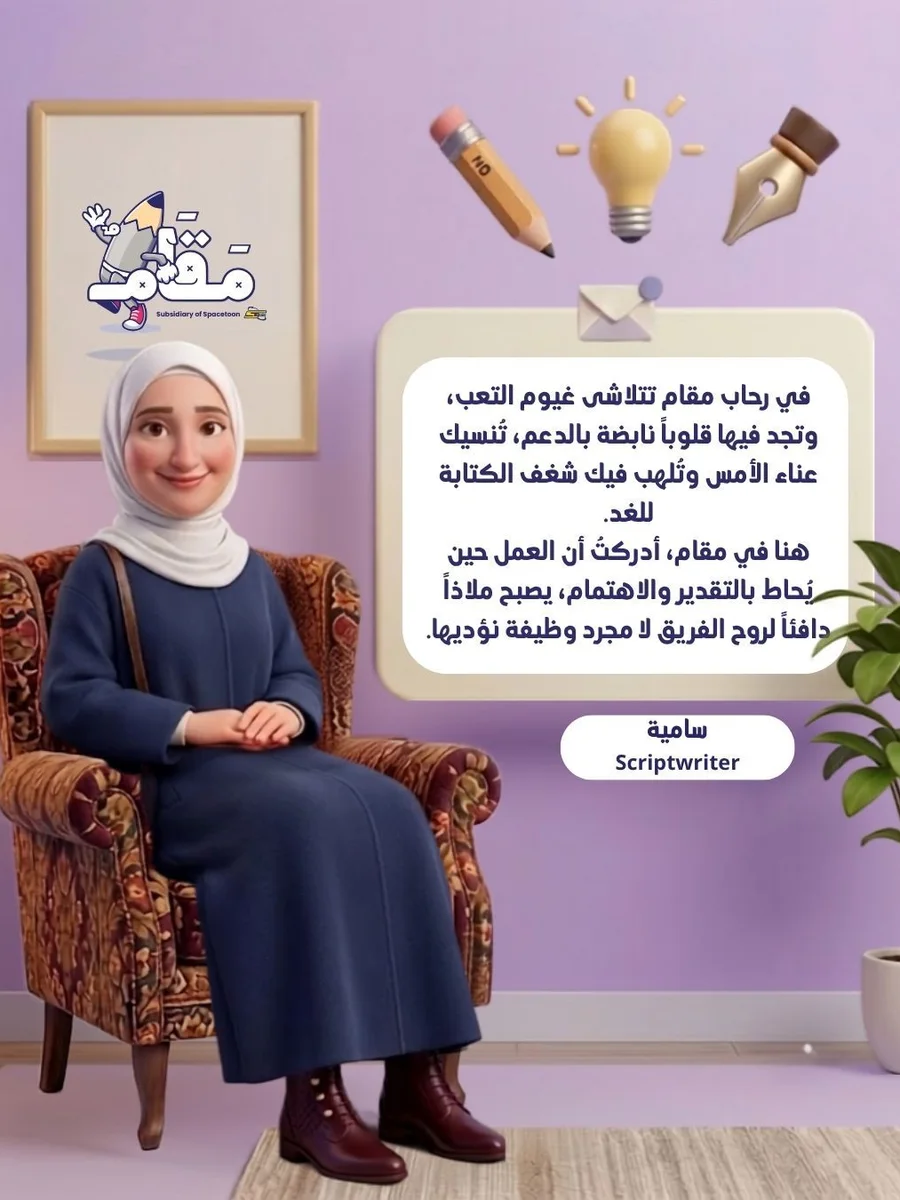 مَقَام
Subsidiary of Spacetoon
NO
في رحاب مقام تتلاشى غيوم التعب،
وتجد فيها قلوباً نابضة بالدعم، تُنسيك
عناء الأمس وتُلهب فيك شغف الكتابة
للغد.
هنا في مقام، أدركتُ أن العمل حين
يُحاط بالتقدير والاهتمام، يصبح ملاذاً
دافئاً لروح الفريق لا مجرد وظيفة نؤديها.
سامية
Scriptwriter